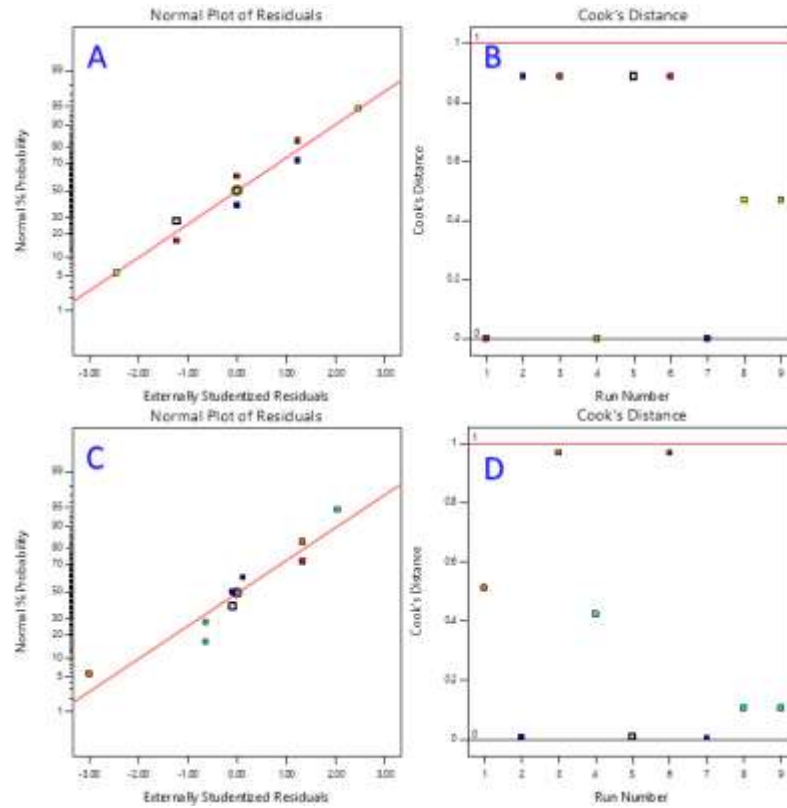 Normal Plot of Residuals
A
Normal % Probability
99
95
90
80
70
50
30
20
10
5
1
-3.00 -2.00 -1.00 0.00 1.00 2.00 3.00
Externally Studentized Residuals
Cook's Distance
B
Cook's Distance
1
1
0.8
0.6
0.4
0.2
0
0
1 2 3 4 5 6 7 8 9
Run Number
Normal Plot of Residuals
C
Normal % Probability
99
95
90
80
70
50
30
20
10
5
1
-3.00 -2.00 -1.00 0.00 1.00 2.00 3.00
Externally Studentized Residuals
Cook's Distance
D
Cook's Distance
1
1
0.8
0.6
0.4
0.2
0
0
1 2 3 4 5 6 7 8 9
Run Number